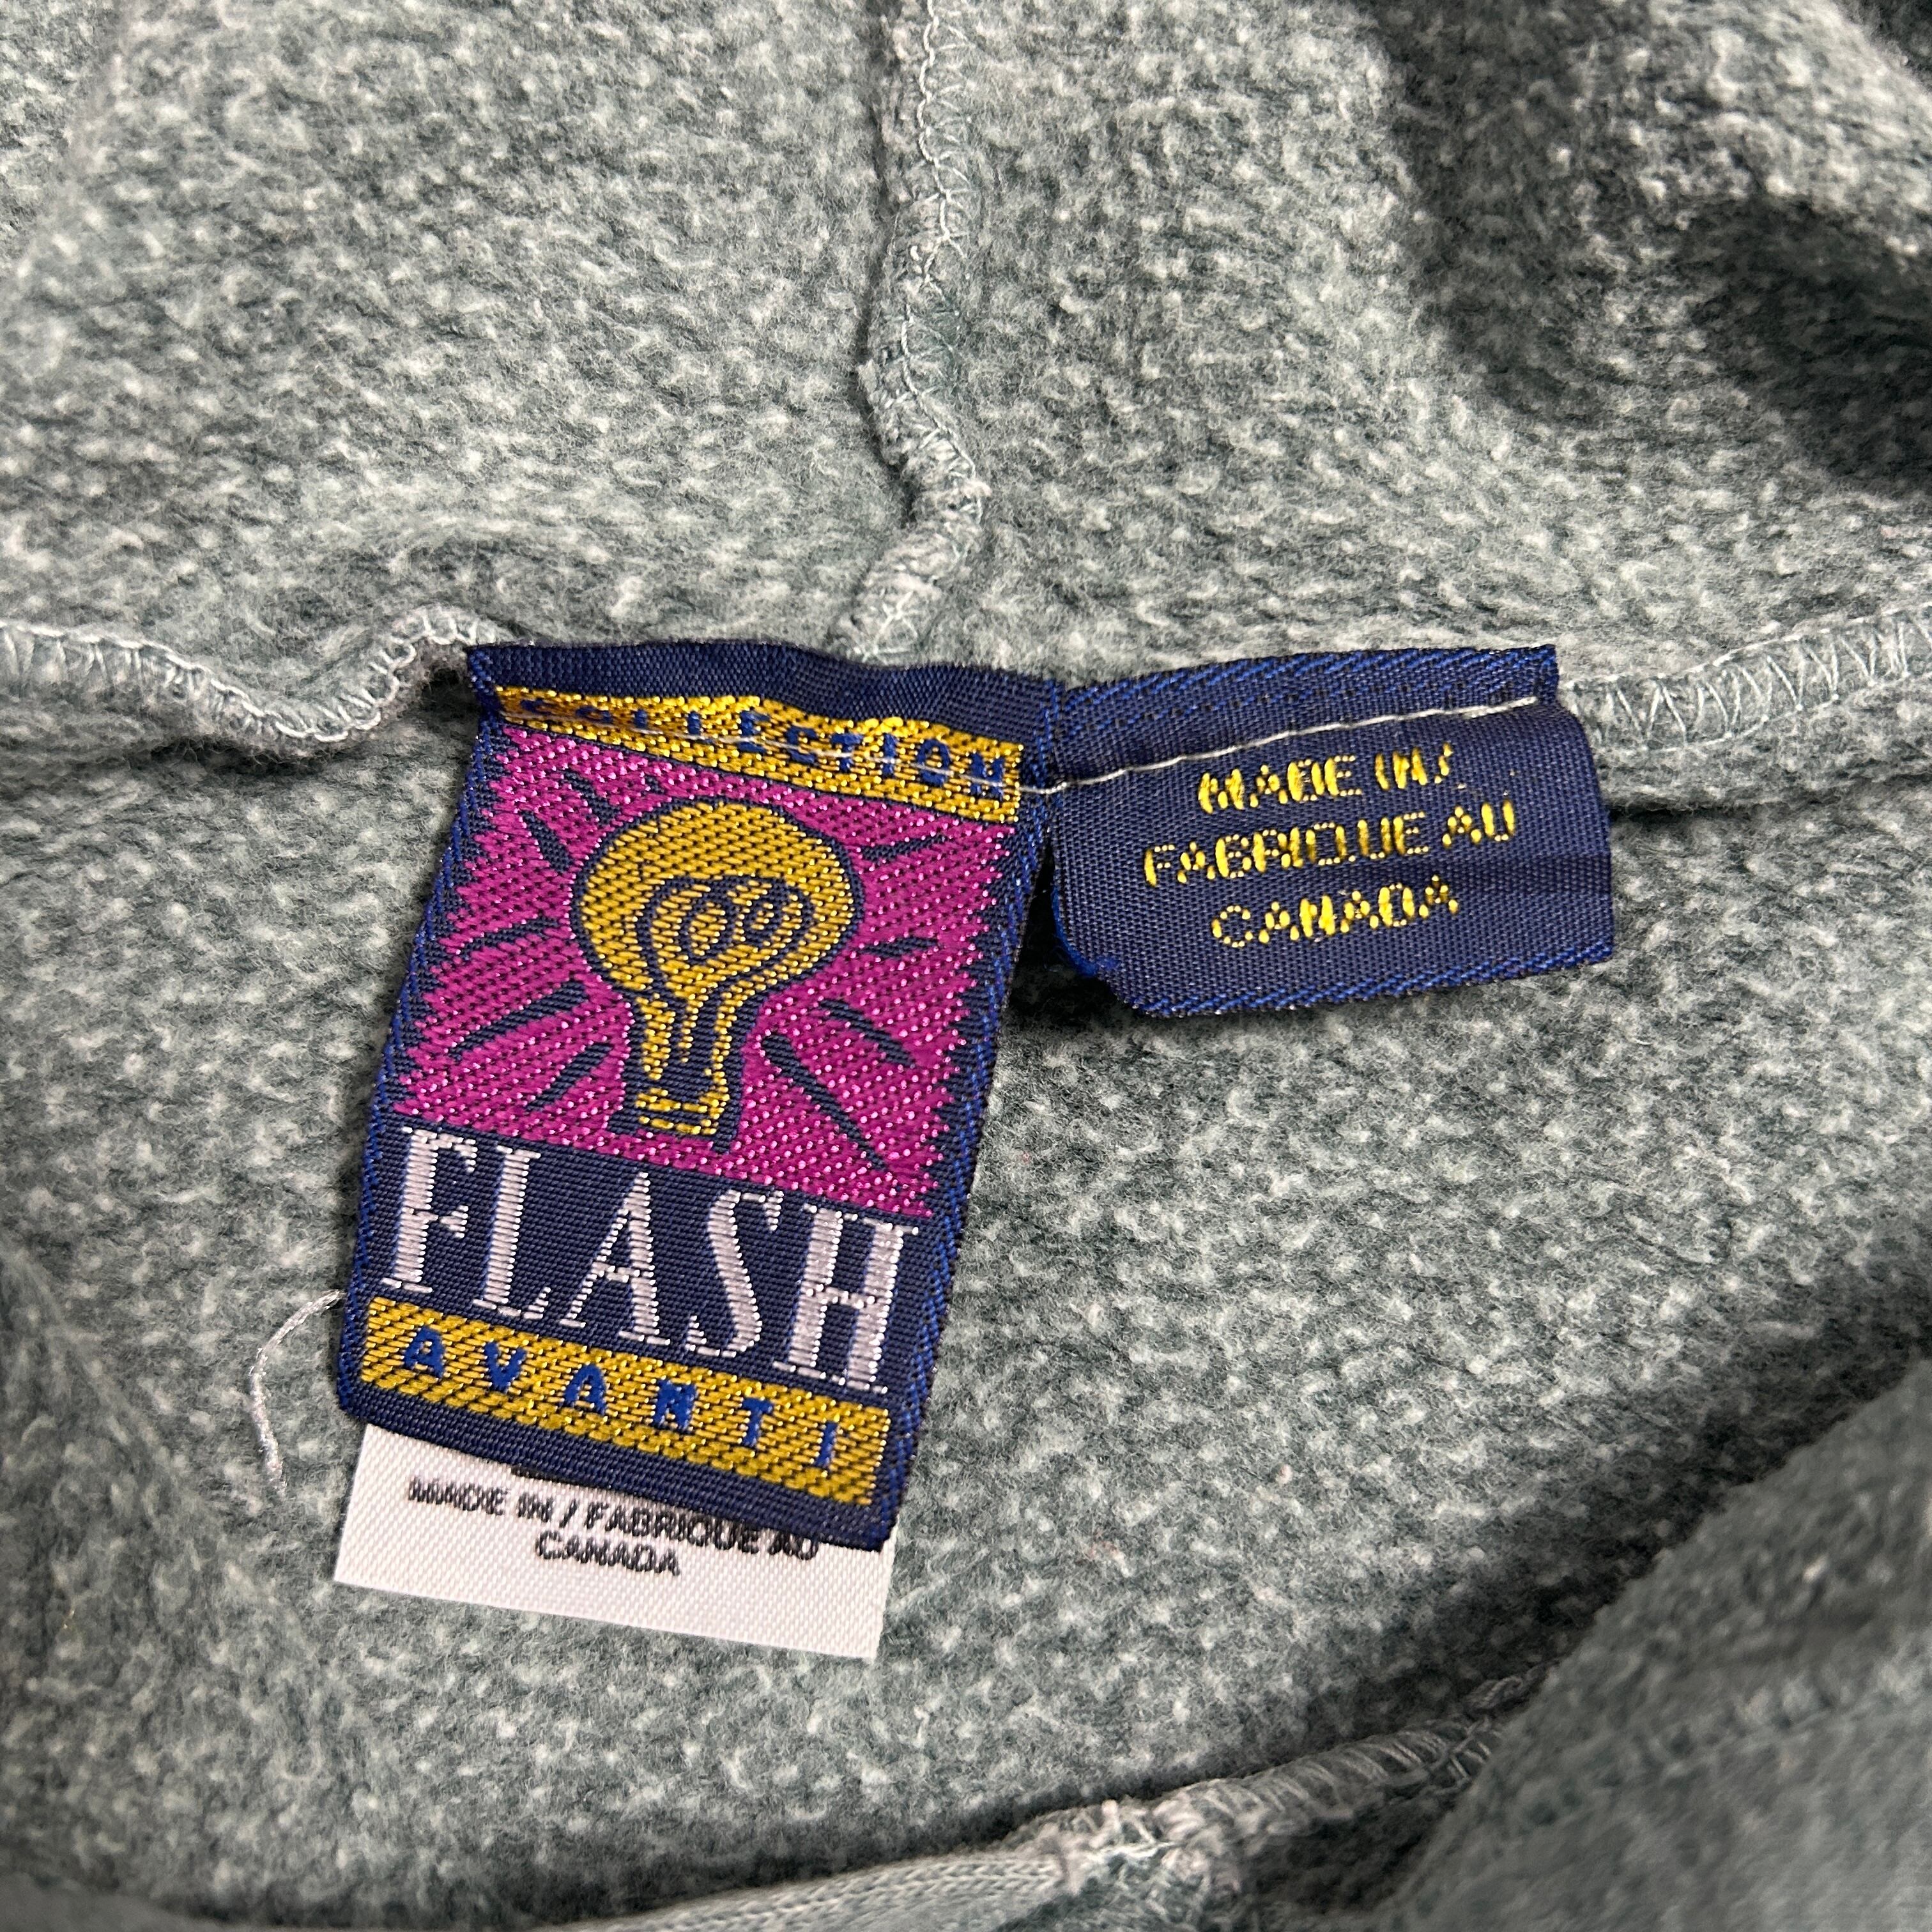 COLLECTION
FLASH
AVANTI
MADE IN / FABRIQUE AU
CANADA
MADE IN/
FABRIQUE AU
CANADA